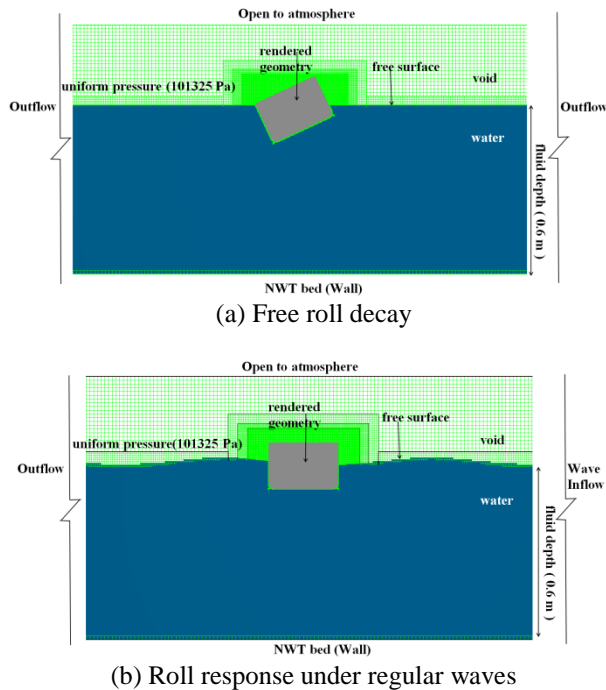 Open to atmosphere
rendered
geometry
free surface
uniform pressure (101325 Pa)
void
Outflow
Outflow
water
fluid depth ( 0.6 m )
NWT bed (Wall)
(a) Free roll decay
Open to atmosphere
rendered
geometry
free surface
uniform pressure(101325 Pa)
void
Outflow
Wave
Inflow
water
fluid depth ( 0.6 m )
NWT bed (Wall)
(b) Roll response under regular waves